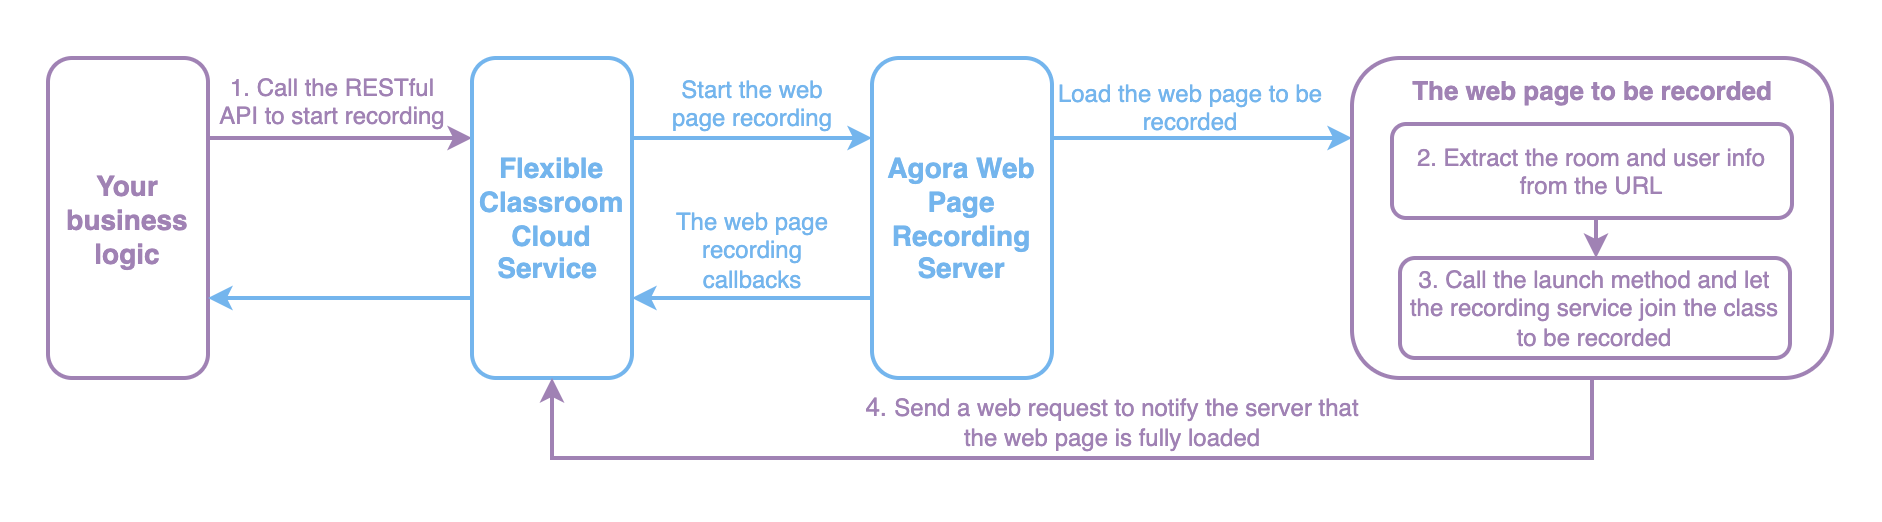 1. Call the RESTful
API to start recording
Your
business
logic
Start the web
page recording
Flexible
Classroom
Cloud
Service
The web page
recording
callbacks
Agora Web
Page
Recording
Server
Load the web page to be
recorded
The web page to be recorded
2. Extract the room and user info
from the URL
3. Call the launch method and let
the recording service join the class
to be recorded
4. Send a web request to notify the server that
the web page is fully loaded